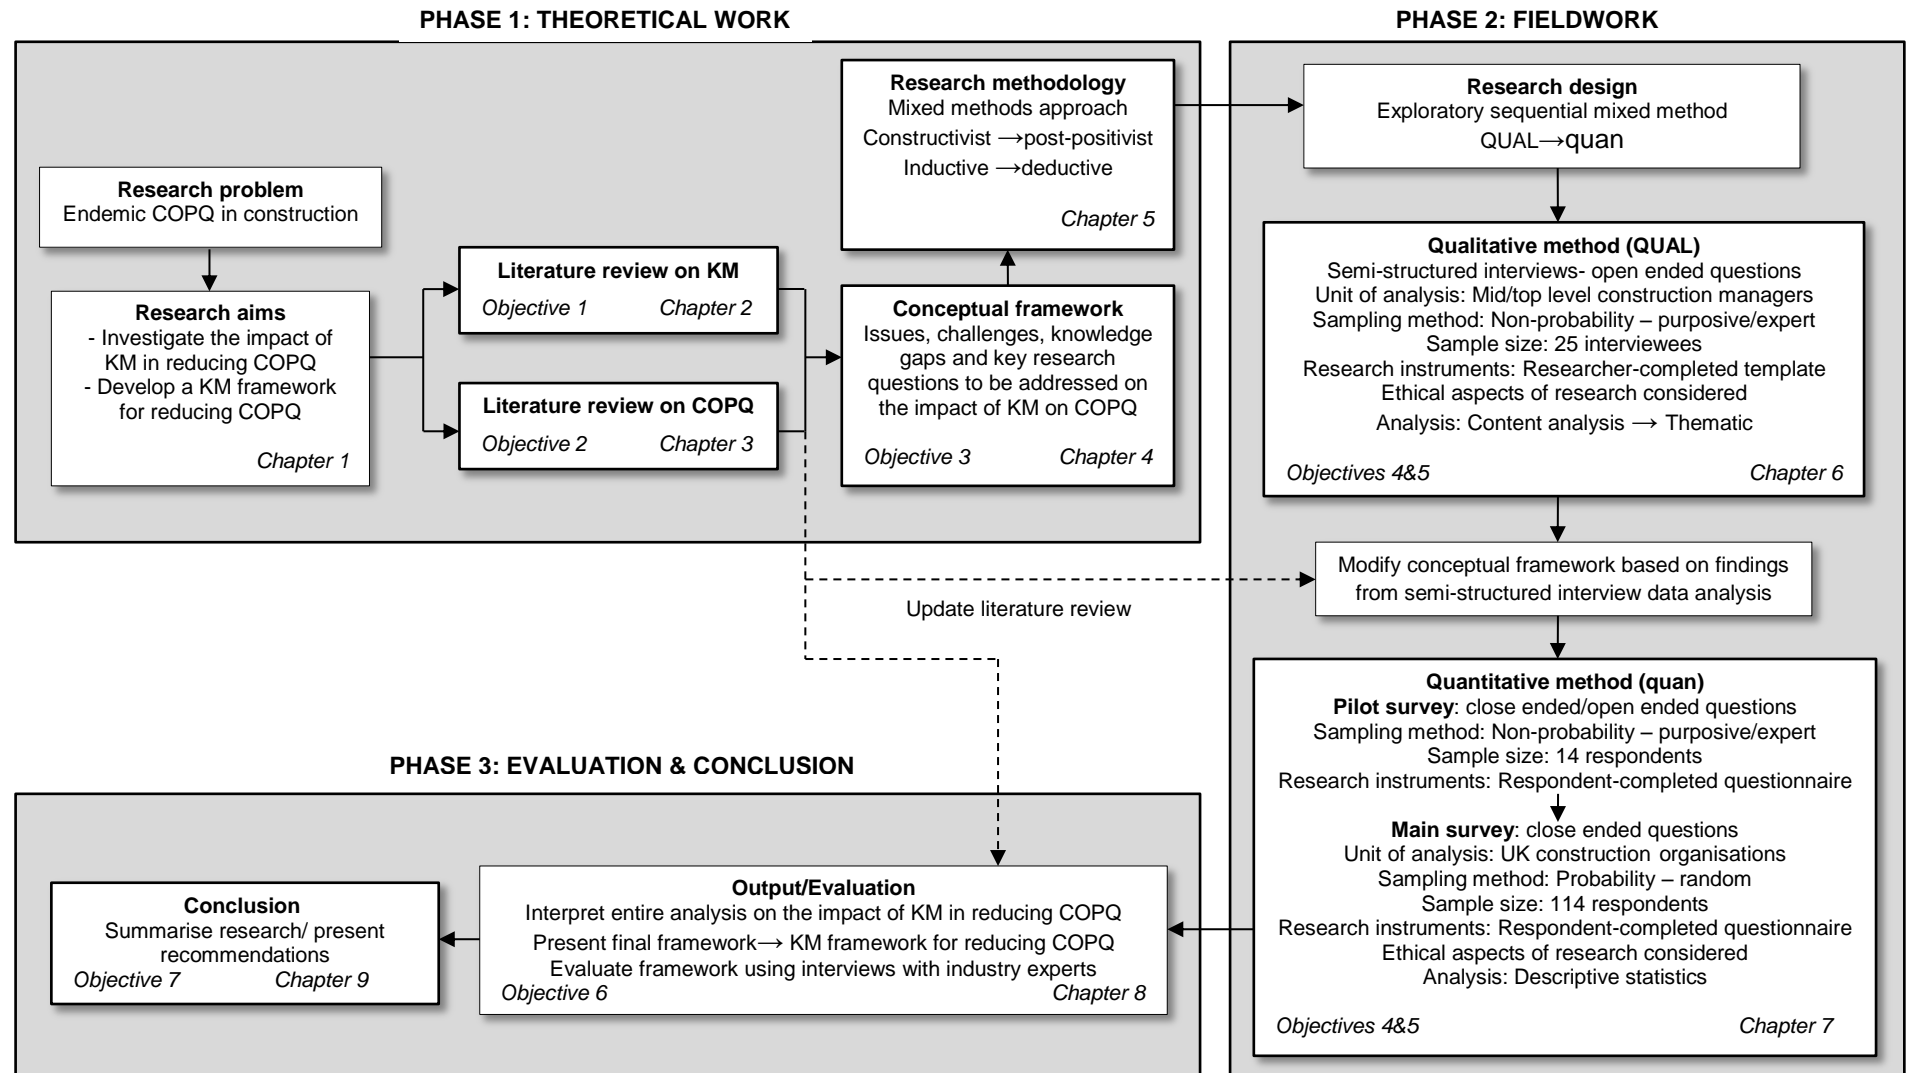 PHASE 1: THEORETICAL WORK
Research problem
Endemic COPQ in construction
Research aims
- Investigate the impact of
KM in reducing COPQ
- Develop a KM framework
for reducing COPQ
Chapter 1
Literature review on KM
Objective 1 Chapter 2
Literature review on COPQ
Objective 2 Chapter 3
Conceptual framework
Issues, challenges, knowledge
gaps and key research
questions to be addressed on
the impact of KM on COPQ
Objective 3 Chapter 4
Research methodology
Mixed methods approach
Constructivist →post-positivist
Inductive →deductive
Chapter 5
PHASE 2: FIELDWORK
Research design
Exploratory sequential mixed method
QUAL→quan
Qualitative method (QUAL)
Semi-structured interviews- open ended questions
Unit of analysis: Mid/top level construction managers
Sampling method: Non-probability – purposive/expert
Sample size: 25 interviewees
Research instruments: Researcher-completed template
Ethical aspects of research considered
Analysis: Content analysis → Thematic
Objectives 4&5 Chapter 6
Modify conceptual framework based on findings
from semi-structured interview data analysis
Update literature review
Quantitative method (quan)
Pilot survey: close ended/open ended questions
Sampling method: Non-probability – purposive/expert
Sample size: 14 respondents
Research instruments: Respondent-completed questionnaire
Main survey: close ended questions
Unit of analysis: UK construction organisations
Sampling method: Probability – random
Sample size: 114 respondents
Research instruments: Respondent-completed questionnaire
Ethical aspects of research considered
Analysis: Descriptive statistics
Objectives 4&5 Chapter 7
PHASE 3: EVALUATION & CONCLUSION
Output/Evaluation
Interpret entire analysis on the impact of KM in reducing COPQ
Present final framework→ KM framework for reducing COPQ
Evaluate framework using interviews with industry experts
Objective 6 Chapter 8
Conclusion
Summarise research/ present
recommendations
Objective 7 Chapter 9